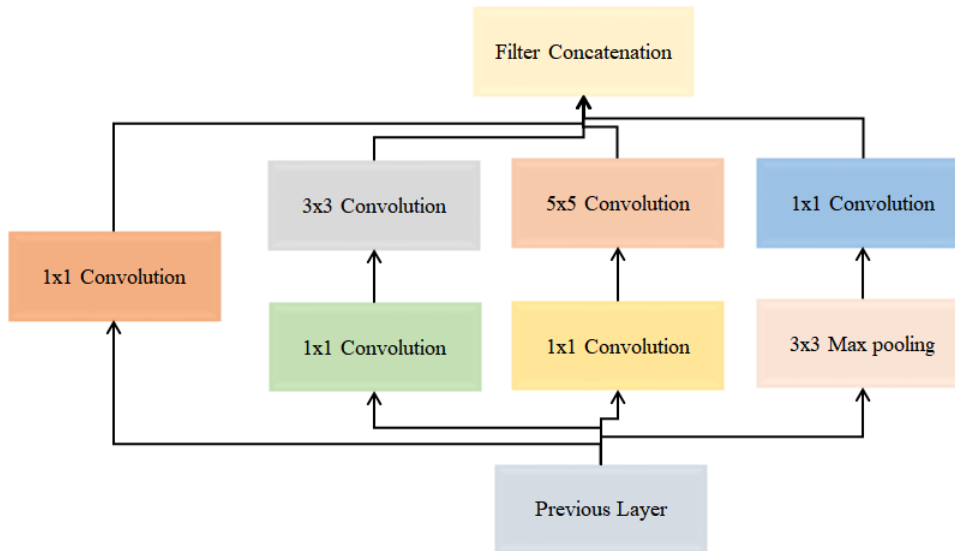 Filter Concatenation
3x3 Convolution
5x5 Convolution
1x1 Convolution
1x1 Convolution
1x1 Convolution
1x1 Convolution
3x3 Max pooling
Previous Layer